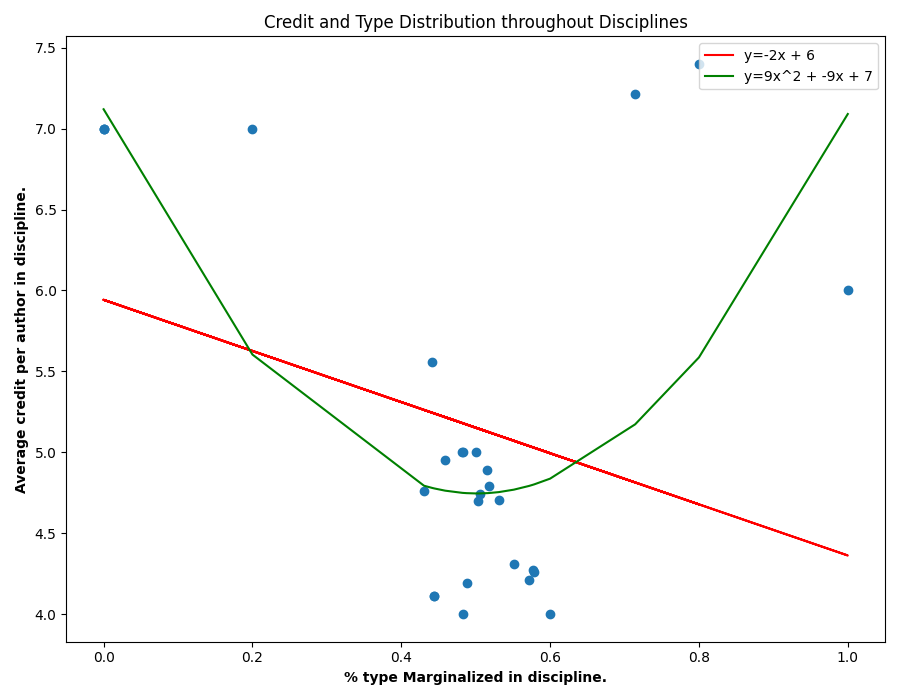 Credit and Type Distribution throughout Disciplines
y=-2x + 6
y=9x^2 + -9x + 7
7.5
7.0
6.5
6.0
5.5
5.0
4.5
4.0
Average credit per author in discipline.
0.0 0.2 0.4 0.6 0.8 1.0
% type Marginalized in discipline.